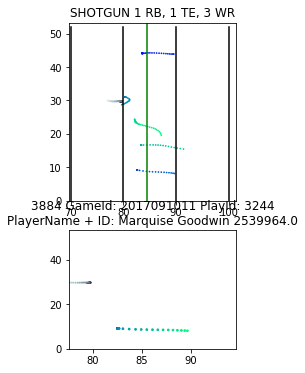 SHOTGUN 1 RB, 1 TE, 3 WR
50
40
30
20
10
0
70 80 90 100
3884 GameId: 2017091011 PlayId: 3244
PlayerName + ID: Marquise Goodwin 2539964.0
40
20
0
80 85 90